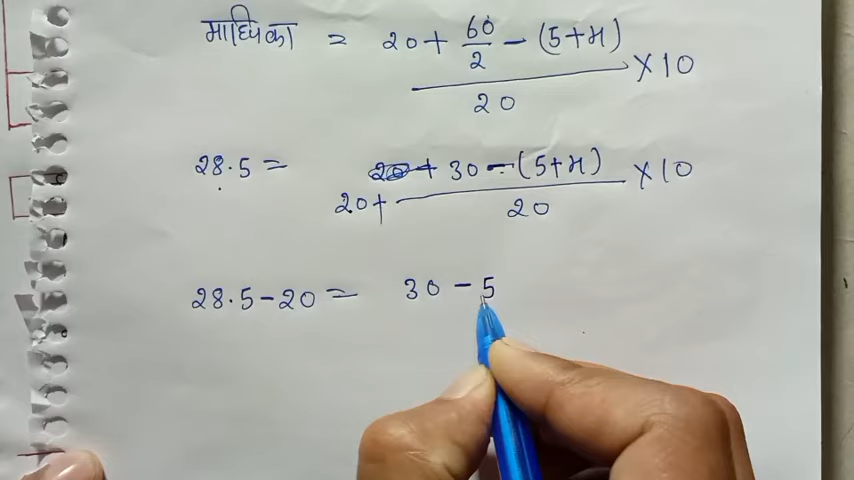 माध्यिका = 20 + 60/2 - (5+x) / 20 × 10
28.5 = 20 + 30 - (5+x) / 20 × 10
28.5 - 20 = 30 - 5